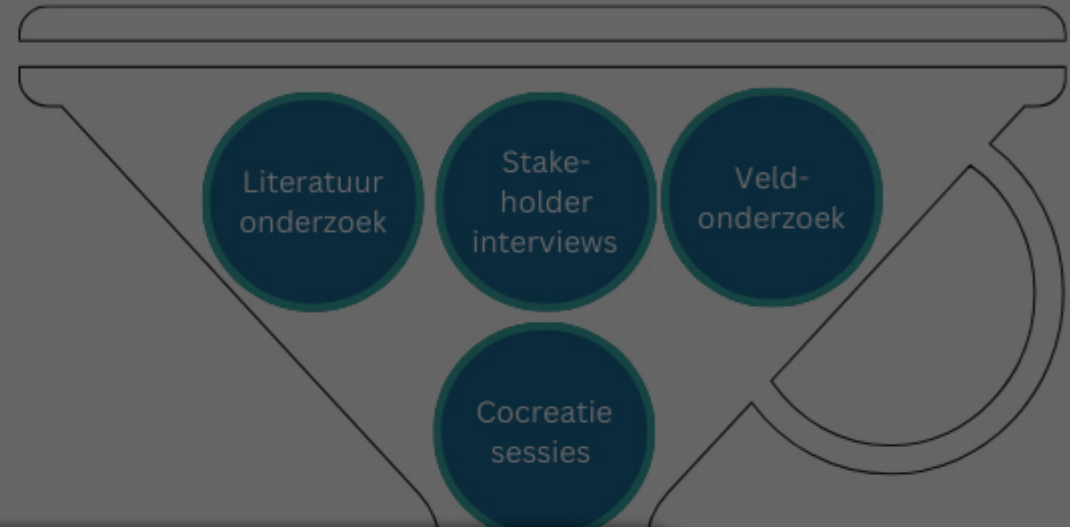 Literatuur
onderzoek
Stake-
holder
interviews
Veld-
onderzoek
Cocreatie
sessies